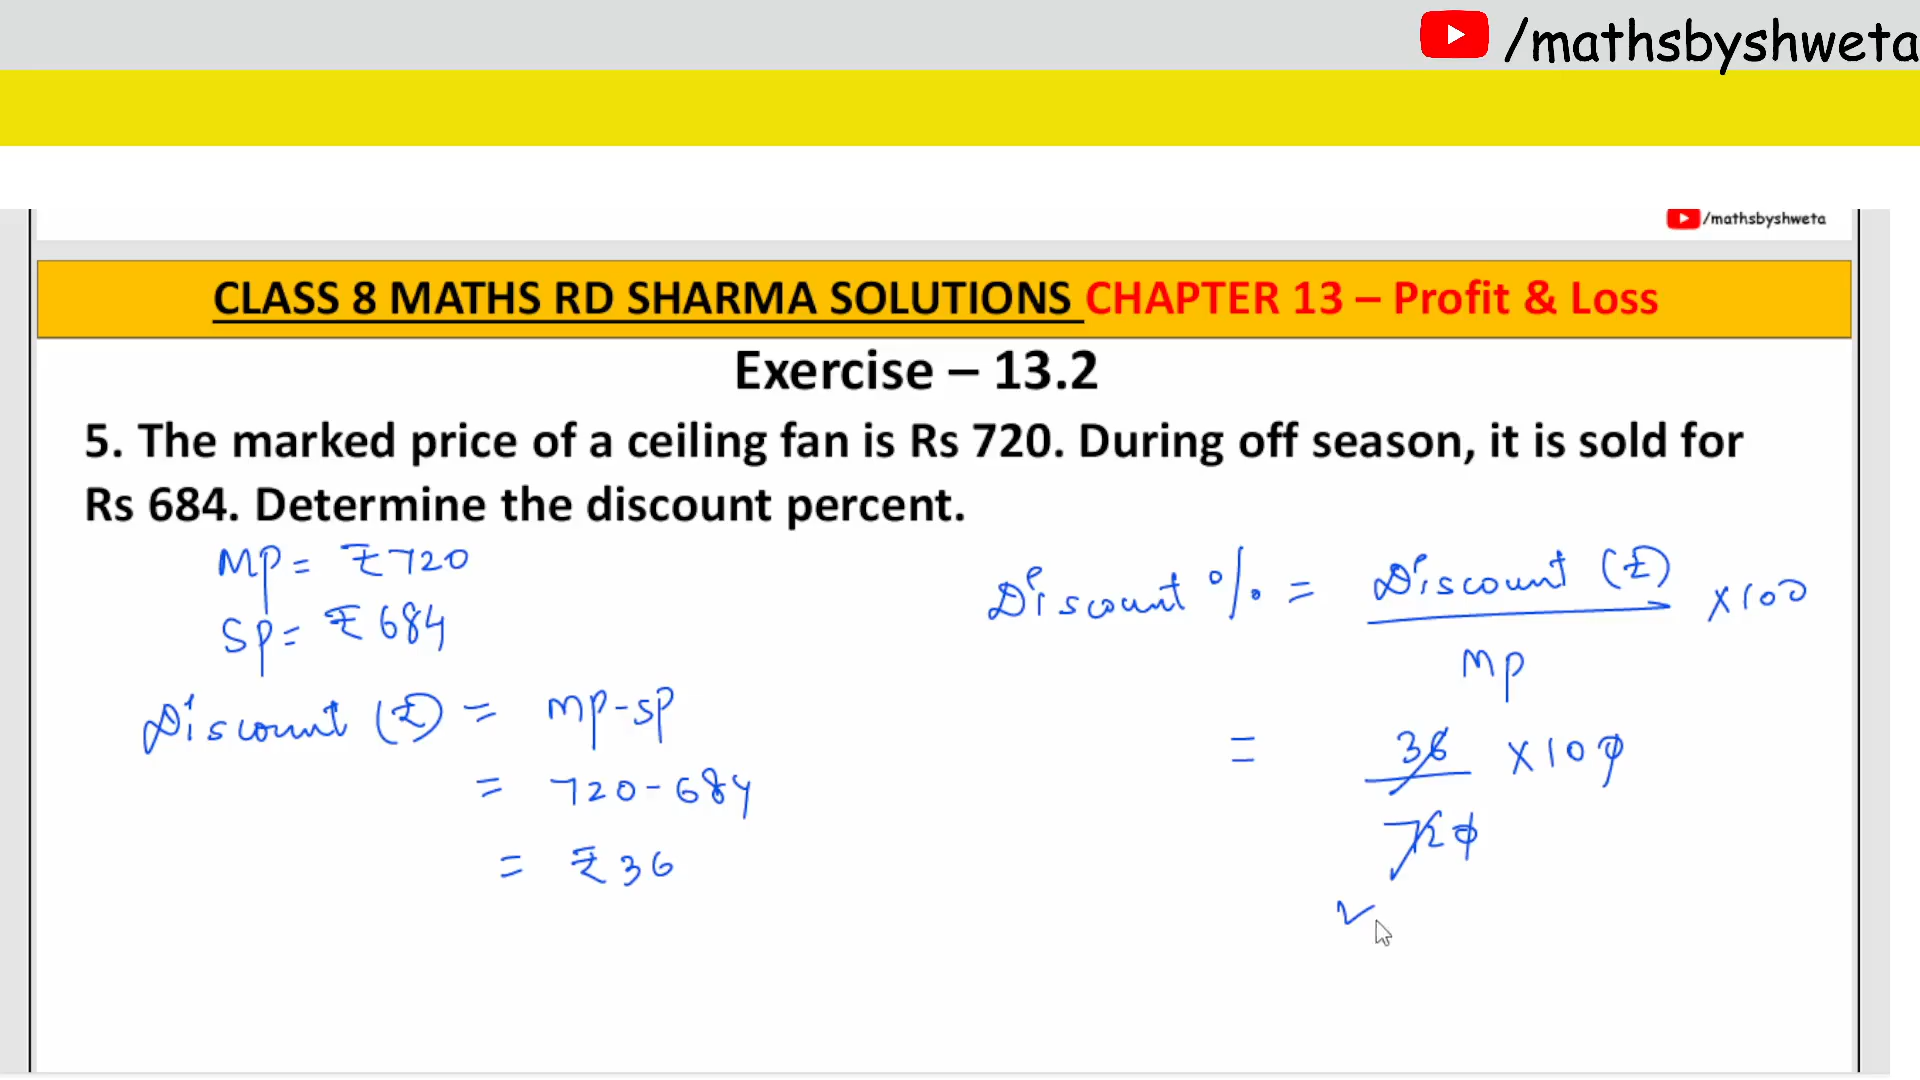 /mathsbyshweta
/mathsbyshweta
CLASS 8 MATHS RD SHARMA SOLUTIONS CHAPTER 13 – Profit & Loss
Exercise – 13.2
5. The marked price of a ceiling fan is Rs 720. During off season, it is sold for
Rs 684. Determine the discount percent.
MP = ₹720
SP = ₹684
Discount (₹) = MP-SP
= 720-684
= ₹36
Discount % = Discount (₹) / MP ×100
= 36 / 720 ×100
2